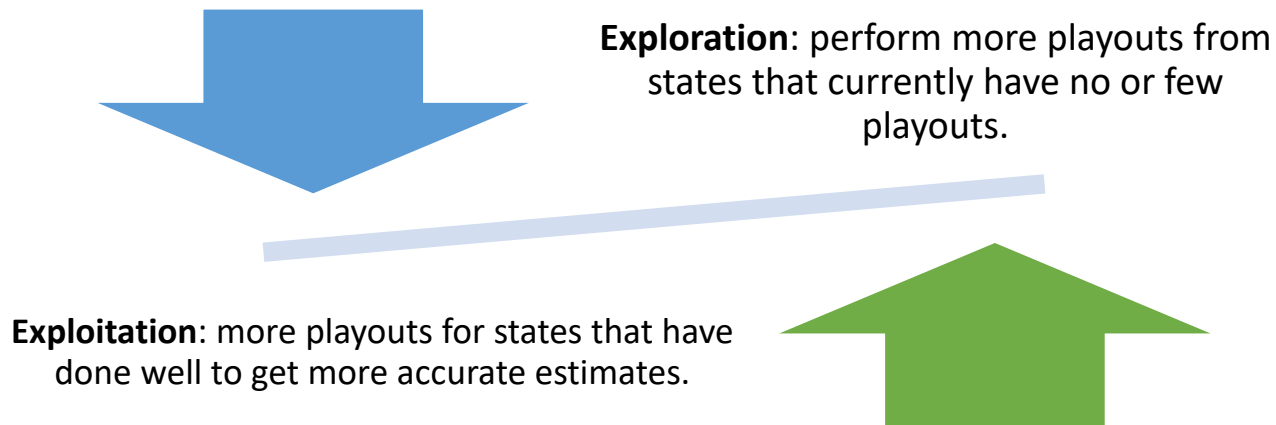 Exploration: perform more playouts from
states that currently have no or few
playouts.
Exploitation: more playouts for states that have
done well to get more accurate estimates.